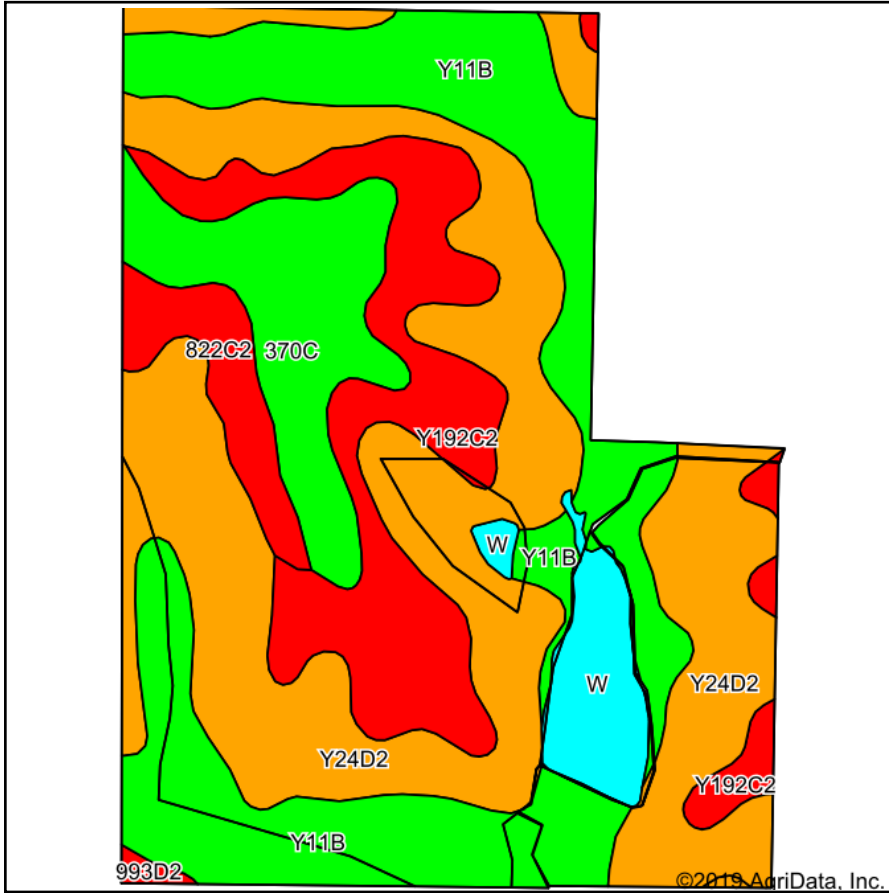 Y11B
822C2
370C
Y192C2
W
Y11B
W
Y24D2
Y24D2
Y192C2
Y11B
993D2
©2019 AgriData, Inc.